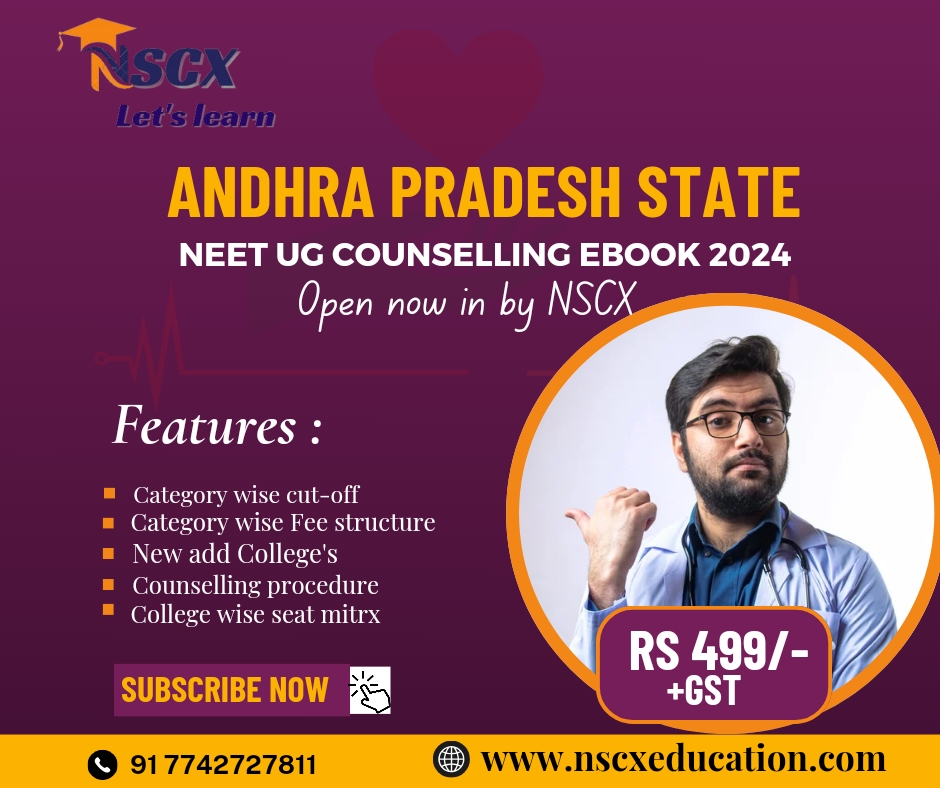 NSCX
Let's learn
ANDHRA PRADESH STATE
NEET UG COUNSELLING EBOOK 2024
Open now in by NSCX
Features :
Category wise cut-off
Category wise Fee structure
New add College's
Counselling procedure
College wise seat mitrx
RS 499/-
+GST
SUBSCRIBE NOW
91 7742727811
www.nscxeducation.com